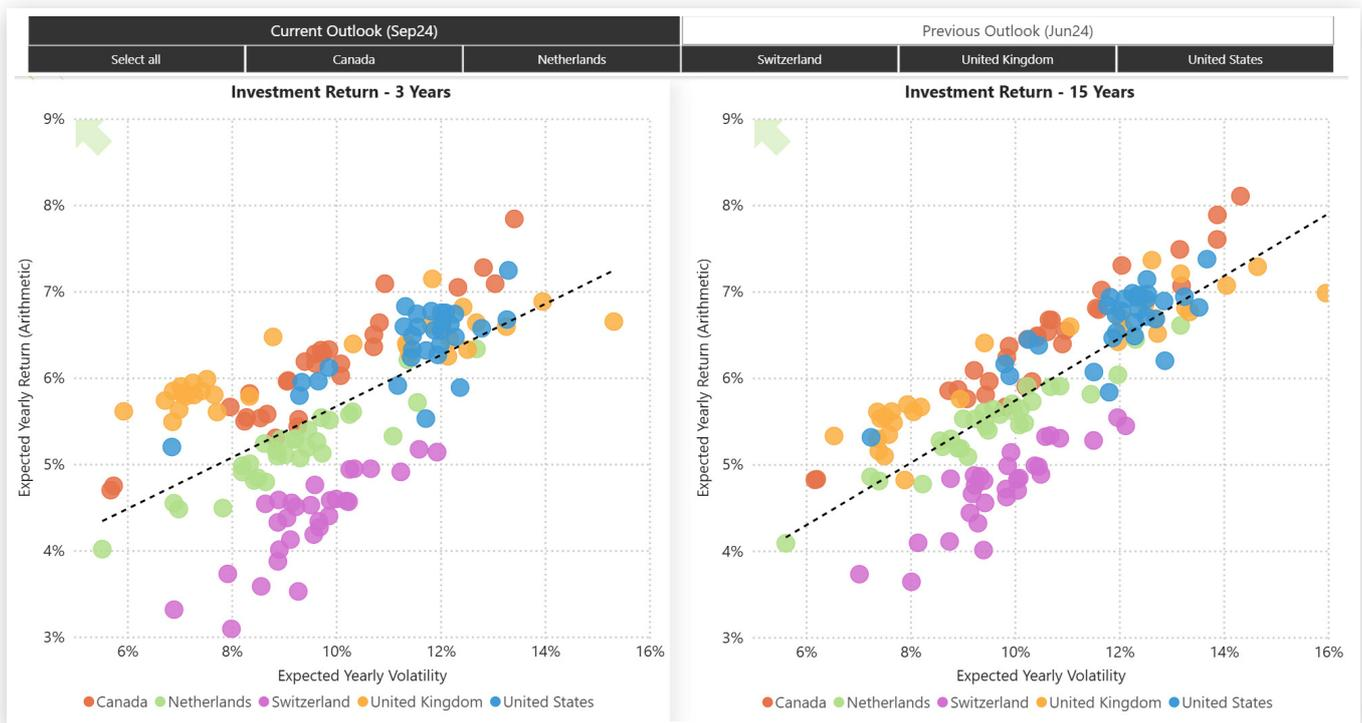 Current Outlook (Sep24)
Previous Outlook (Jun24)
Select all
Canada
Netherlands
Switzerland
United Kingdom
United States
Investment Return - 3 Years
9%
8%
7%
6%
5%
4%
3%
Expected Yearly Return (Arithmetic)
6%
8%
10%
12%
14%
16%
Expected Yearly Volatility
Canada
Netherlands
Switzerland
United Kingdom
United States
Investment Return - 15 Years
9%
8%
7%
6%
5%
4%
3%
Expected Yearly Return (Arithmetic)
6%
8%
10%
12%
14%
16%
Expected Yearly Volatility
Canada
Netherlands
Switzerland
United Kingdom
United States